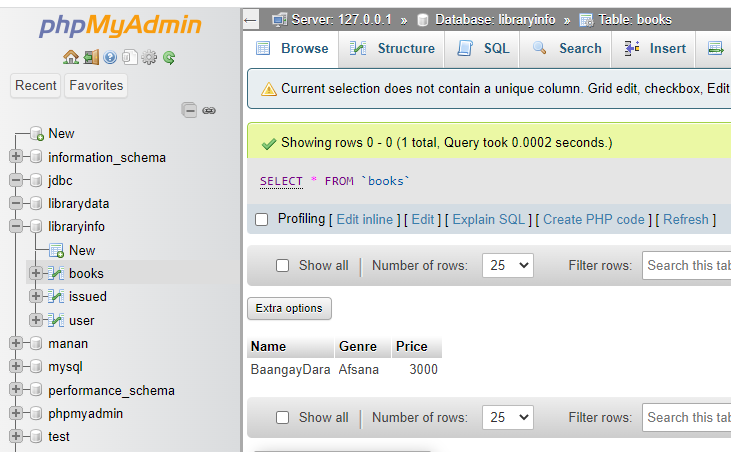 phpMyAdmin
Recent Favorites
New
information_schema
jdbc
librarydata
libraryinfo
New
books
issued
user
manan
mysql
performance_schema
phpmyadmin
test
Server: 127.0.0.1 » Database: libraryinfo » Table: books
Browse Structure SQL Search Insert
Current selection does not contain a unique column. Grid edit, checkbox, Edit
Showing rows 0 - 0 (1 total, Query took 0.0002 seconds.)
SELECT * FROM `books`
Profiling [ Edit inline ] [ Edit ] [ Explain SQL ] [ Create PHP code ] [ Refresh ]
Show all | Number of rows: 25 Filter rows: Search this tab
Extra options
Name Genre Price
BaangayDara Afsana 3000
Show all | Number of rows: 25 Filter rows: Search this tab